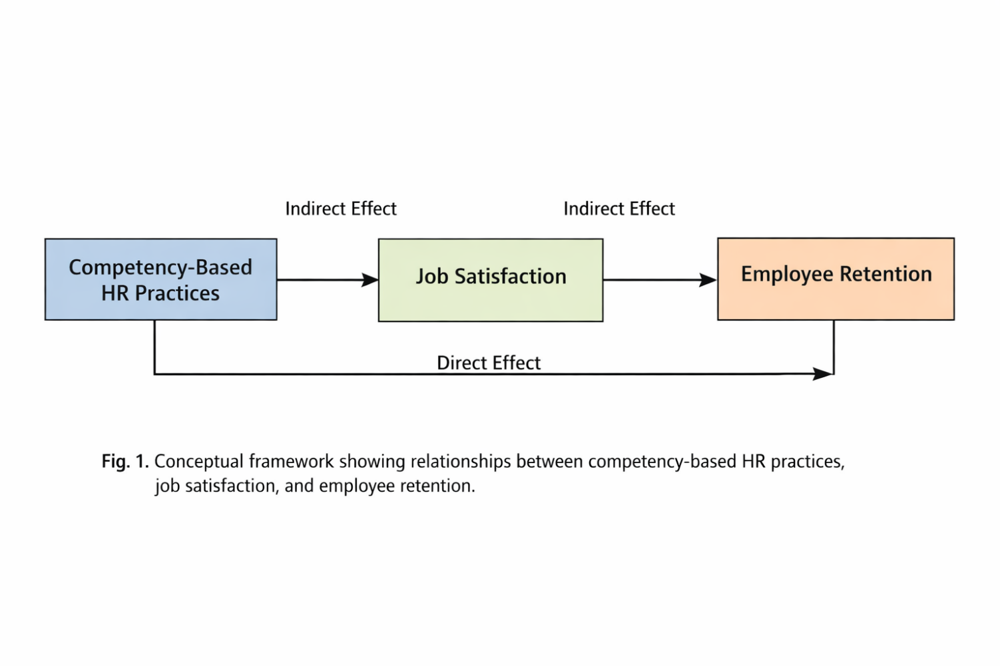 Indirect Effect
Indirect Effect
Competency-Based
HR Practices
Job Satisfaction
Employee Retention
Direct Effect
Fig. 1. Conceptual framework showing relationships between competency-based HR practices,
job satisfaction, and employee retention.